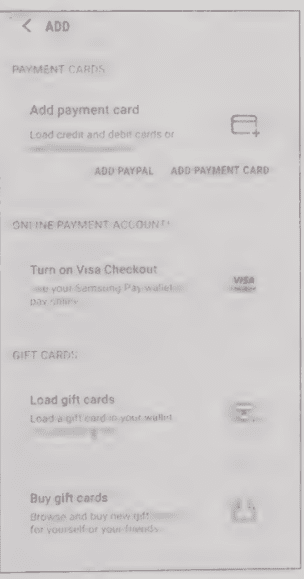 < ADD
PAYMENT CARDS
Add payment card
Load credit and debit cards or
ADD PAYPAL ADD PAYMENT CARD
ONLINE PAYMENT ACCOUNTS
Turn on Visa Checkout
your Samsung Pay wallet
VISA
GIFT CARDS
Load gift cards
Load a gift card in your wallet
Buy gift cards
Browse and buy new gift
for yourself or your friends